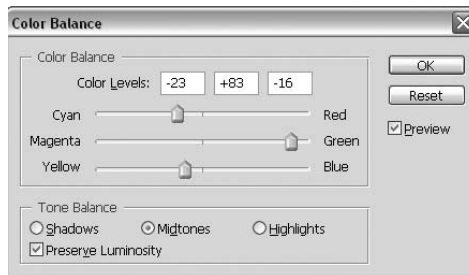 Color Balance
Color Balance
Color Levels: -23 +83 -16
Cyan Red
Magenta Green
Yellow Blue
Tone Balance
Shadows Midtones Highlights
Preserve Luminosity
OK
Reset
Preview